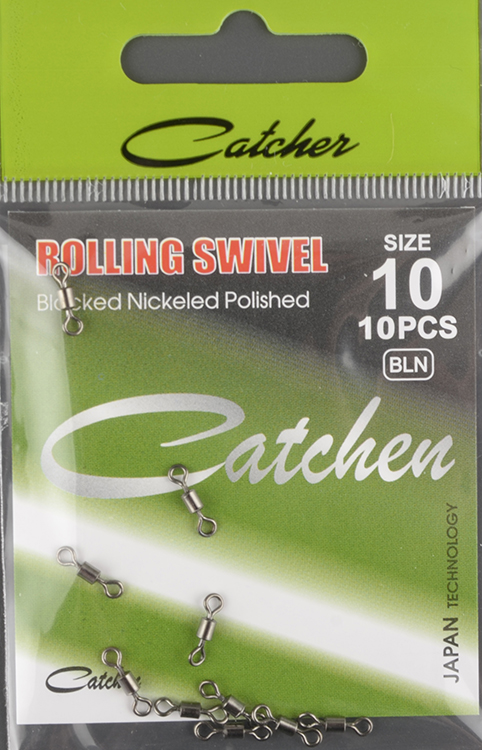 Catcher
ROLLING SWIVEL
Blacked Nickeled Polished
SIZE
10
10PCS
BLN
Catchen
JAPAN TECHNOLOGY
Catcher